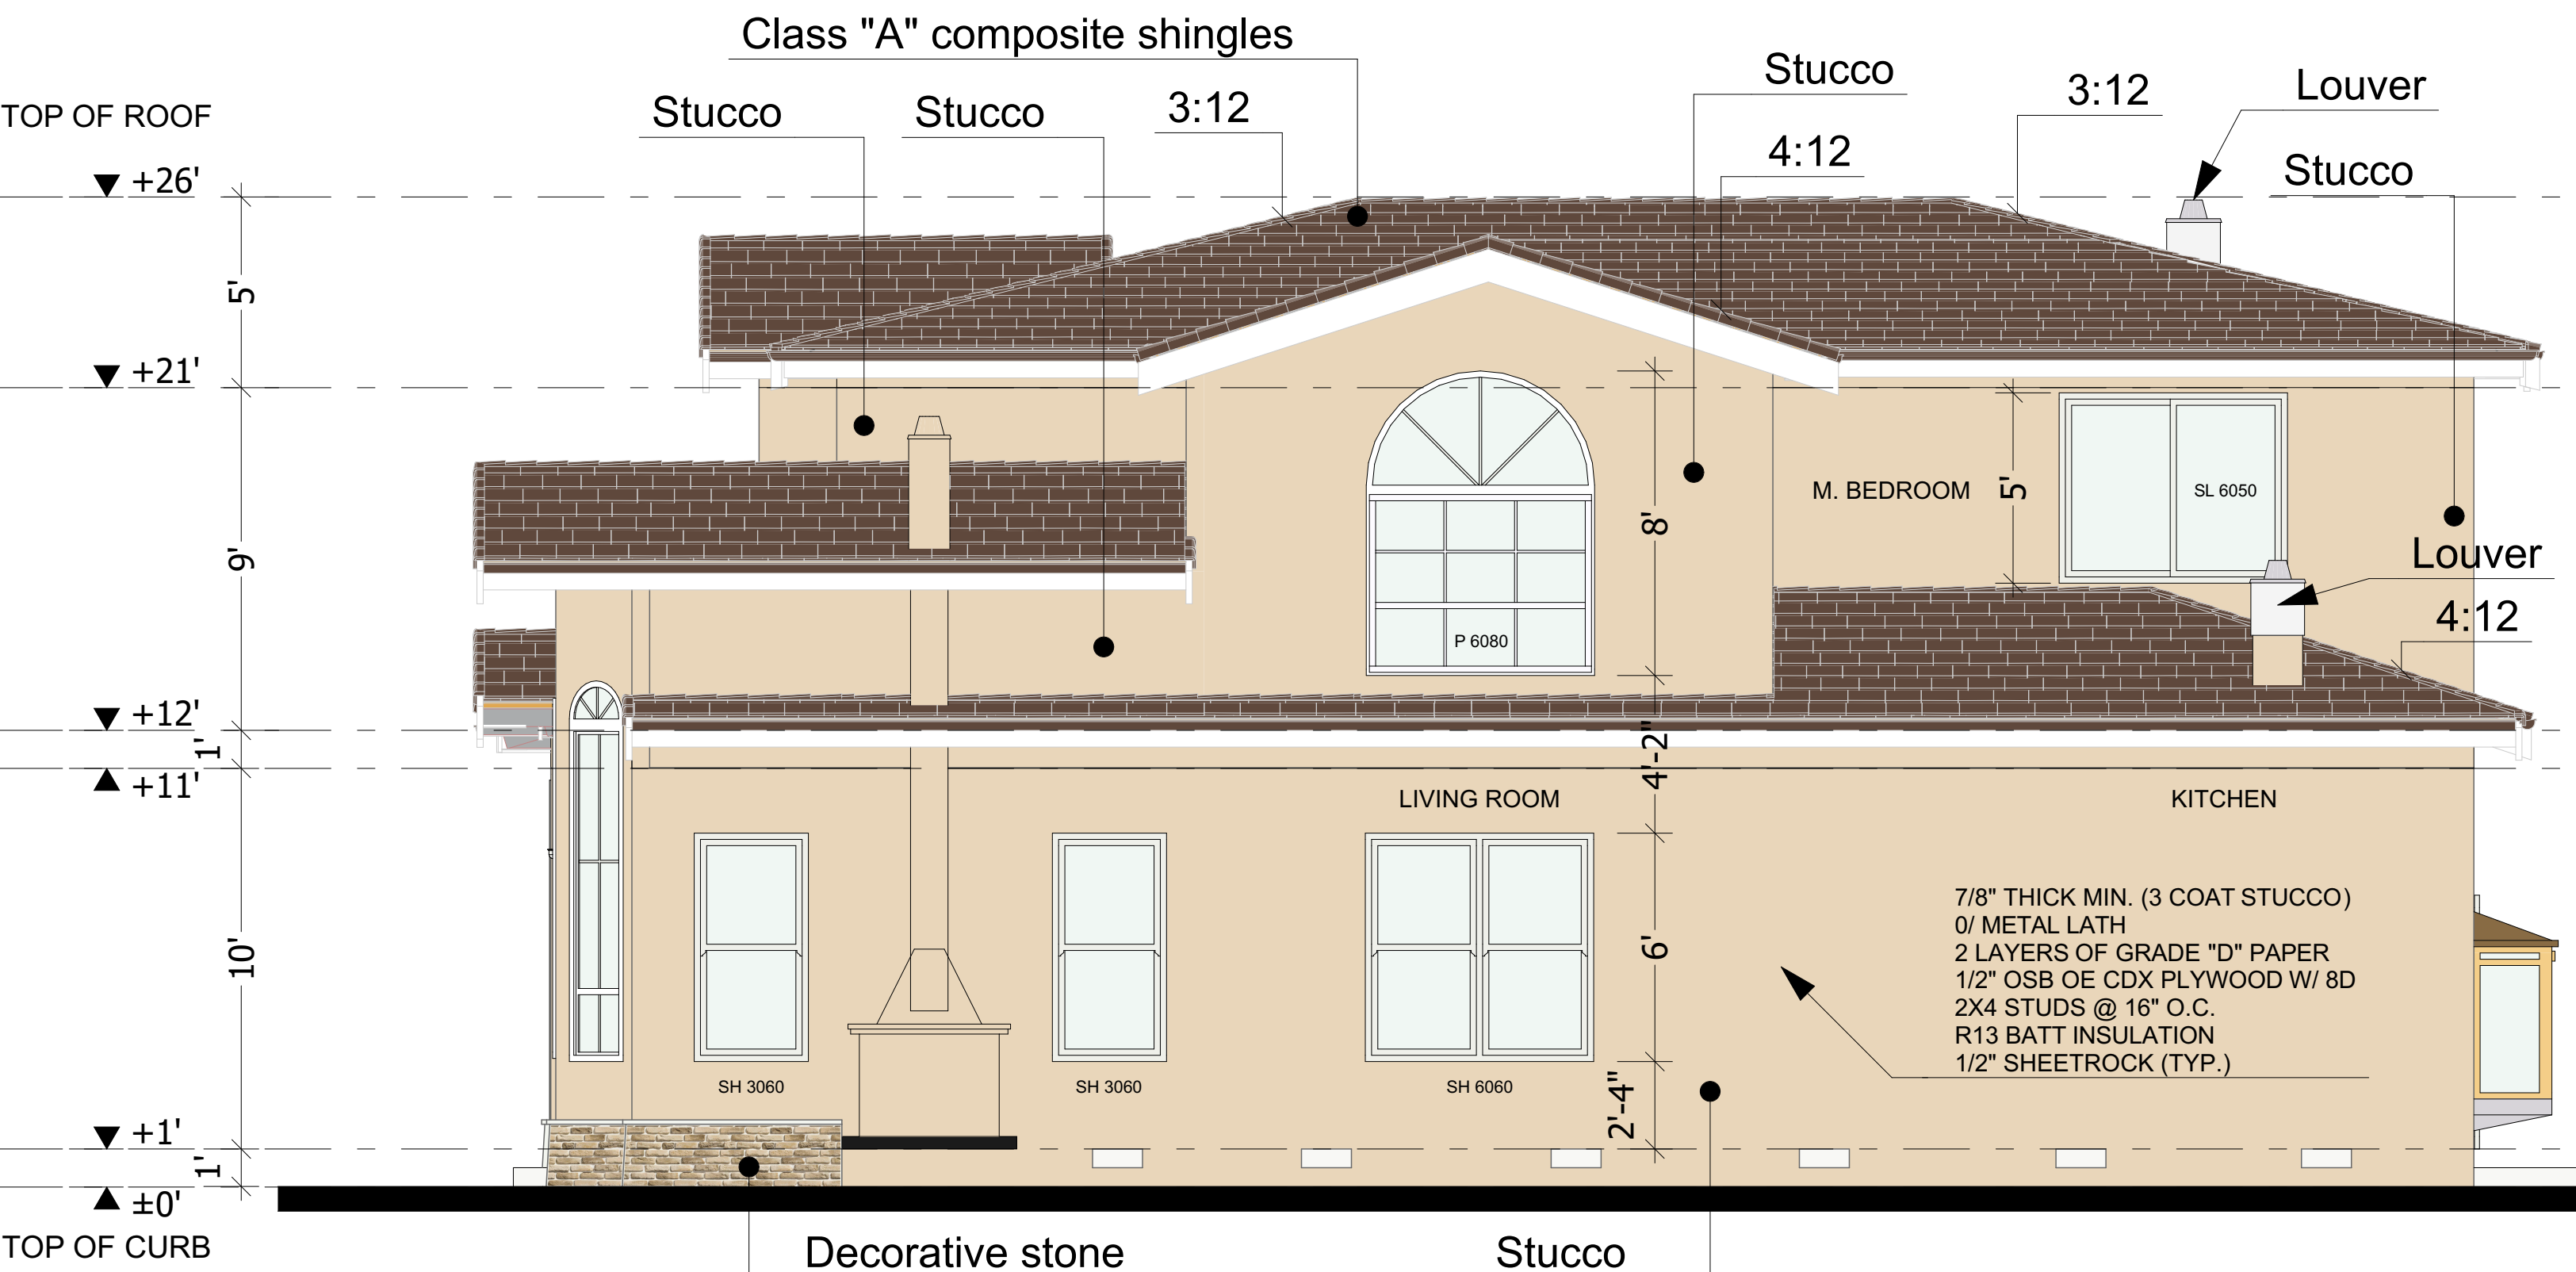 Class "A" composite shingles
Stucco
3:12
Louver
TOP OF ROOF
Stucco
Stucco
3:12
4:12
Stucco
+26'
5'
+21'
9'
8'
M. BEDROOM
5'
SL 6050
Louver
4:12
P 6080
+12'
1'
+11'
4'-2"
LIVING ROOM
KITCHEN
10'
6'
7/8" THICK MIN. (3 COAT STUCCO)
0/ METAL LATH
2 LAYERS OF GRADE "D" PAPER
1/2" OSB OE CDX PLYWOOD W/ 8D
2X4 STUDS @ 16" O.C.
R13 BATT INSULATION
1/2" SHEETROCK (TYP.)
SH 3060
SH 3060
SH 6060
2'-4"
+1'
1'
±0'
TOP OF CURB
Decorative stone
Stucco